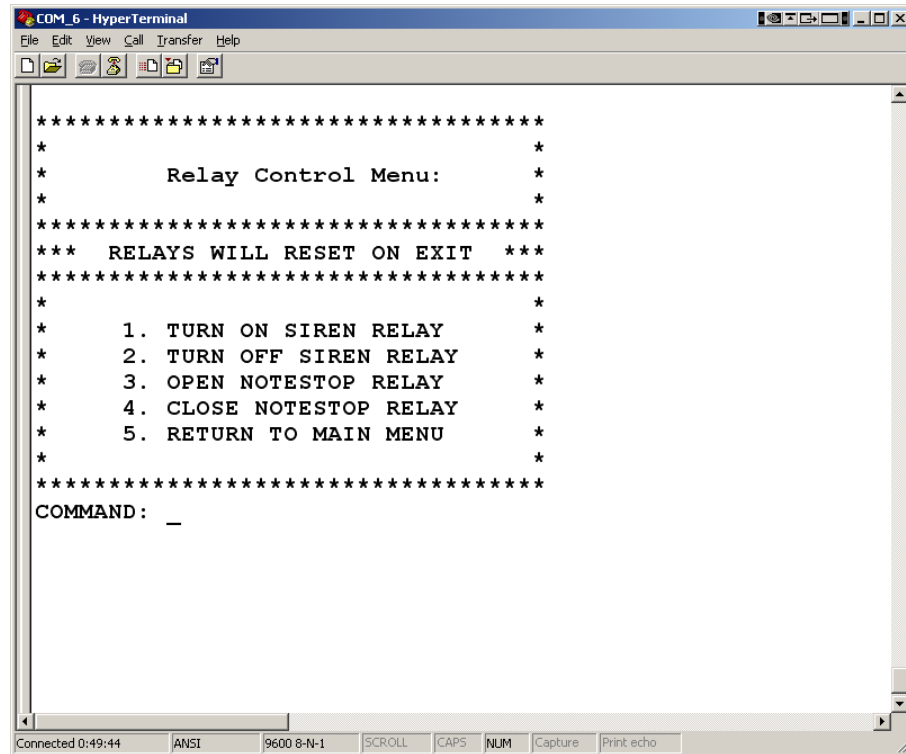 COM_6 - HyperTerminal
File Edit View Call Transfer Help
***********************************
* *
* Relay Control Menu: *
* *
***********************************
*** RELAYS WILL RESET ON EXIT ***
***********************************
* *
* 1. TURN ON SIREN RELAY *
* 2. TURN OFF SIREN RELAY *
* 3. OPEN NOTESTOP RELAY *
* 4. CLOSE NOTESTOP RELAY *
* 5. RETURN TO MAIN MENU *
* *
***********************************
COMMAND: _
Connected 0:49:44 ANSI 9600 8-N-1 SCROLL CAPS NUM Capture Print echo